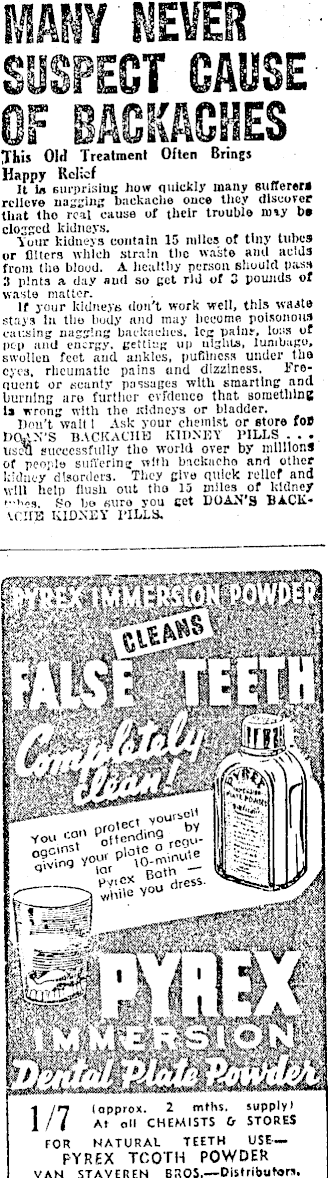 MANY NEVER
SUSPECT CAUSE
OF BACKACHES
This Old Treatment Often Brings
Happy Relief
It is surprising how quickly many sufferers
relieve nagging backache once they discover
that the real cause of their trouble may be
clogged kidneys.
Your kidneys contain 15 miles of tiny tubes
or filters which strain the waste and acids
from the blood. A healthy person should pass
3 pints a day and so get rid of 3 pounds of
waste matter.
If your kidneys don't work well, this waste
stays in the body and may become poisonous
causing nagging backaches, leg pains, loss of
pep and energy, getting up nights, lumbago,
swollen feet and ankles, puffiness under the
eyes, rheumatic pains and dizziness. Fre-
quent or scanty passages with smarting and
burning are further evidence that something
is wrong with the kidneys or bladder.
Don't wait! Ask your chemist or store for
DOAN'S BACKACHE KIDNEY PILLS . . .
used successfully the world over by millions
of people suffering with backache and other
kidney disorders. They give quick relief and
will help flush out the 15 miles of kidney
tubes. So be sure you get DOAN'S BACK-
ACHE KIDNEY PILLS.
PYREX IMMERSION POWDER
CLEANS
FALSE TEETH
Completely
clean!
PYREX
IMMERSION
PLATE POWDER
You can protect yourself
against offending by
giving your plate a regu-
lar 10-minute
Pyrex Bath —
while you dress.
PYREX
IMMERSION
Dental Plate Powder
1/7 (approx. 2 mths. supply)
At all CHEMISTS & STORES
FOR NATURAL TEETH USE—
PYREX TOOTH POWDER
VAN STAVEREN BROS.—Distributors.